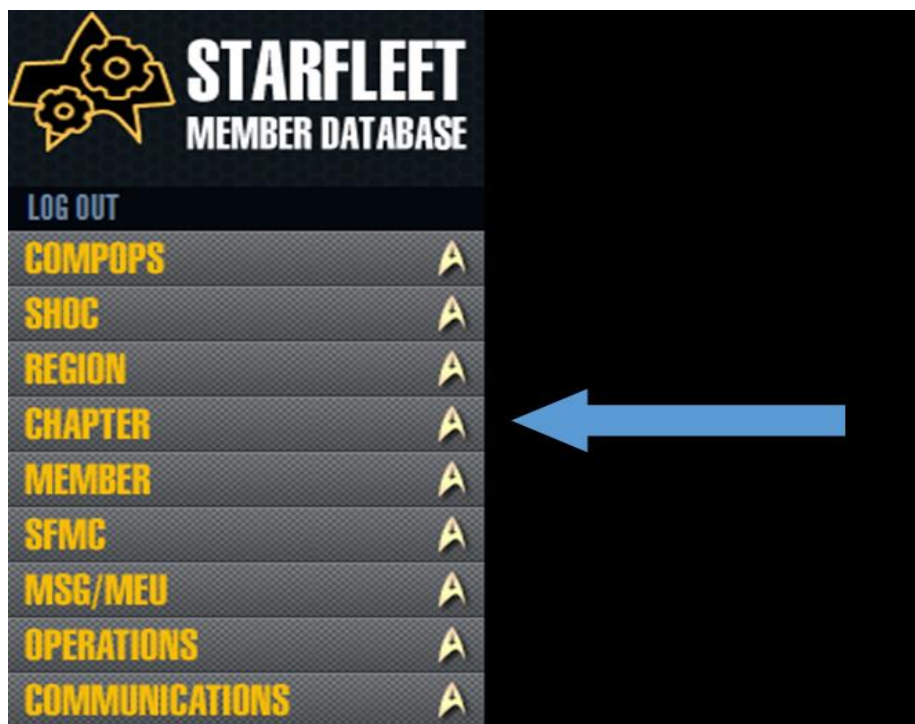 STARFLEET
MEMBER DATABASE
LOG OUT
COMPOPS
SHOC
REGION
CHAPTER
MEMBER
SFMC
MSG/MEU
OPERATIONS
COMMUNICATIONS